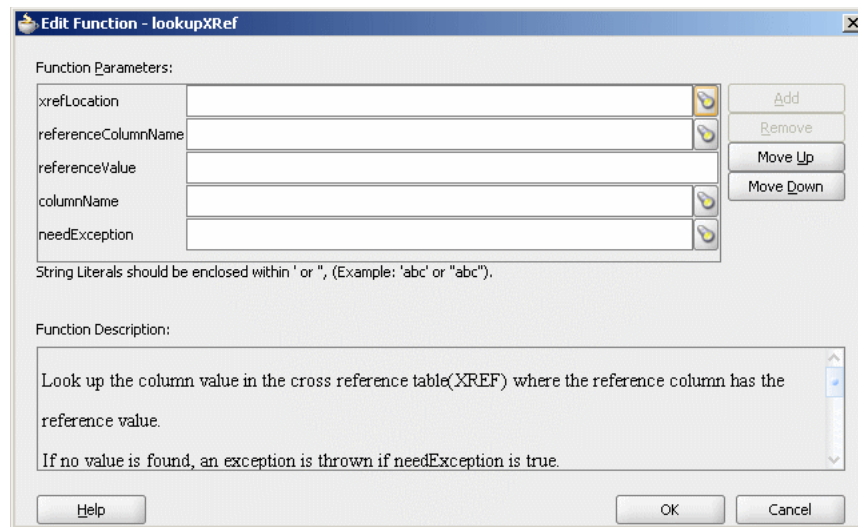 Edit Function - lookupXRef
Function Parameters:
xrefLocation
referenceColumnName
referenceValue
columnName
needException
Add
Remove
Move Up
Move Down
String Literals should be enclosed within ' or ", (Example: 'abc' or "abc").
Function Description:
Look up the column value in the cross reference table(XREF) where the reference column has the
reference value.
If no value is found, an exception is thrown if needException is true.
Help
OK
Cancel